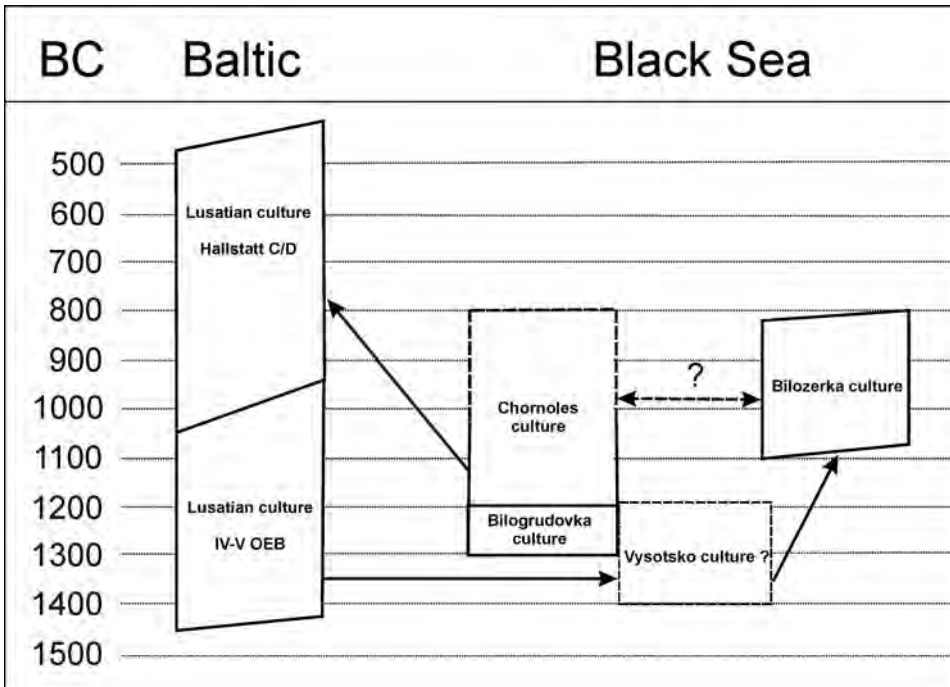 BC Baltic Black Sea
500
600
700
800
900
1000
1100
1200
1300
1400
1500
Lusatian culture
Hallstatt C/D
Lusatian culture
IV-V OEB
Chornoles
culture
Bilogrudovka
culture
Vysotsko culture ?
?
Bilozerka culture